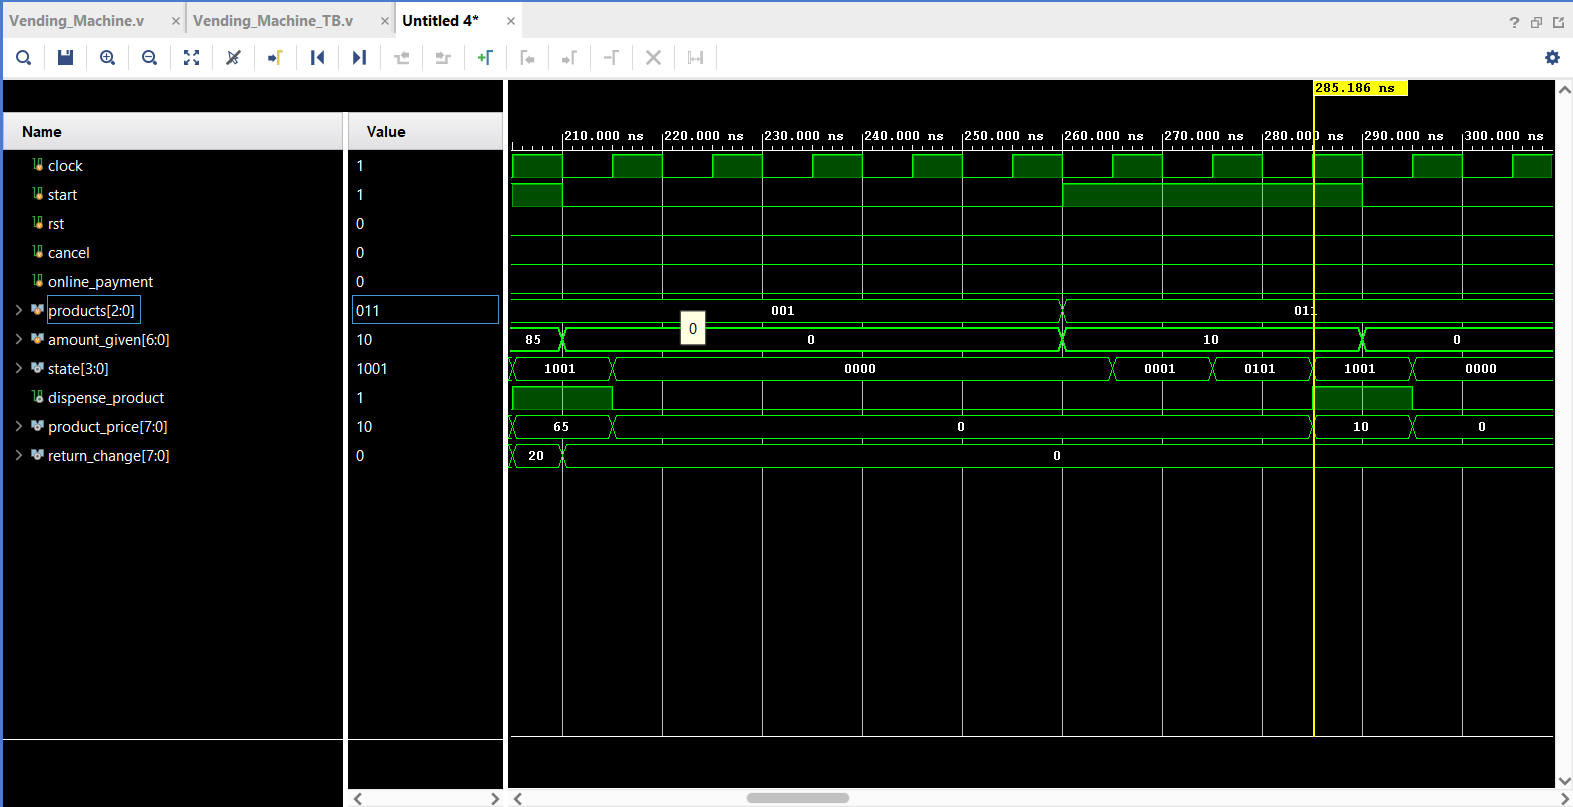 Vending_Machine.v × Vending_Machine_TB.v × Untitled 4* ×
?
285.186 ns
Name Value
210.000 ns 220.000 ns 230.000 ns 240.000 ns 250.000 ns 260.000 ns 270.000 ns 280.000 ns 290.000 ns 300.000 ns
clock 1
start 1
rst 0
cancel 0
online_payment 0
products[2:0] 011 001 011
0
amount_given[6:0] 10 85 0 10 0
state[3:0] 1001 1001 0000 0001 0101 1001 0000
dispense_product 1
product_price[7:0] 10 65 0 10 0
return_change[7:0] 0 20 0